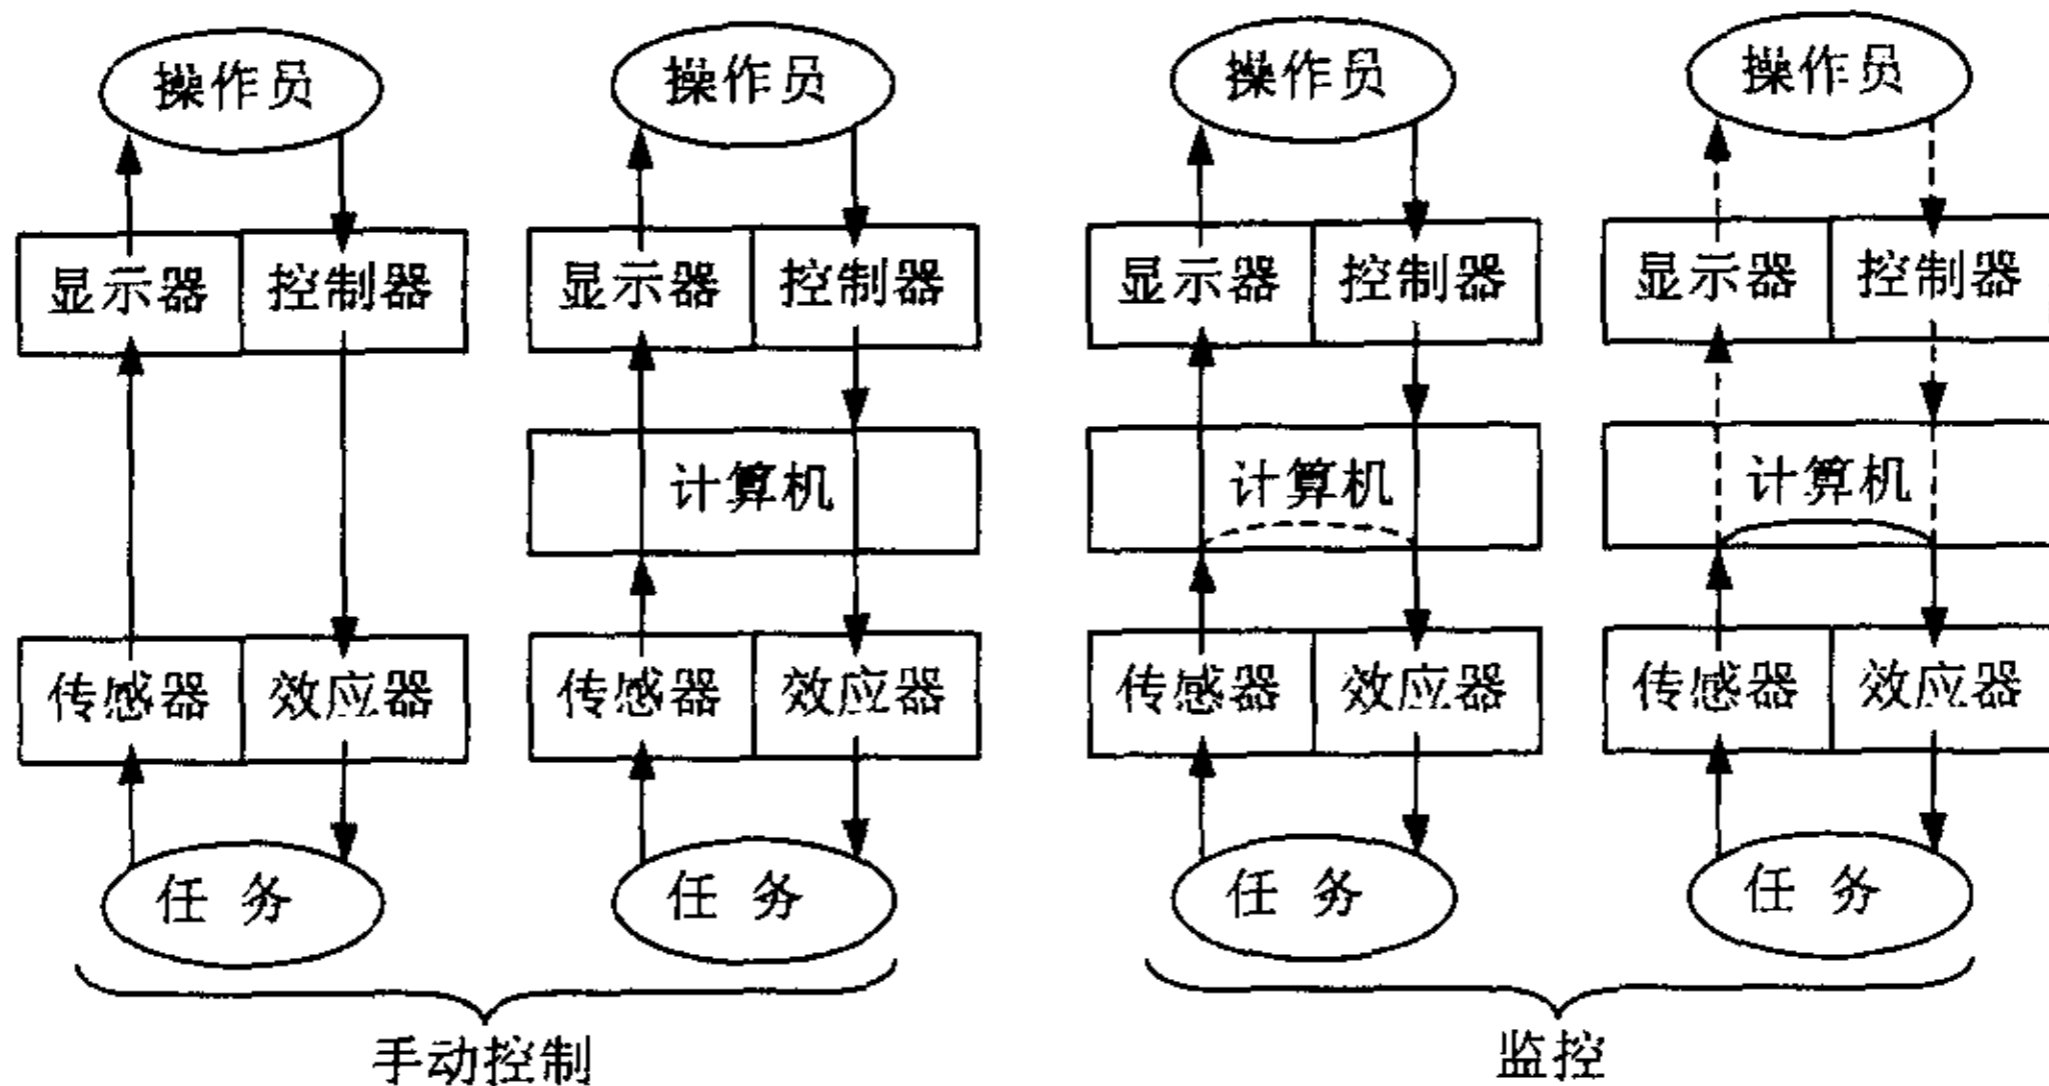 操作员 操作员 操作员 操作员
显示器 控制器 显示器 控制器 显示器 控制器 显示器 控制器
计算机 计算机 计算机
传感器 效应器 传感器 效应器 传感器 效应器 传感器 效应器
任 务 任 务 任 务 任 务
手动控制 监控